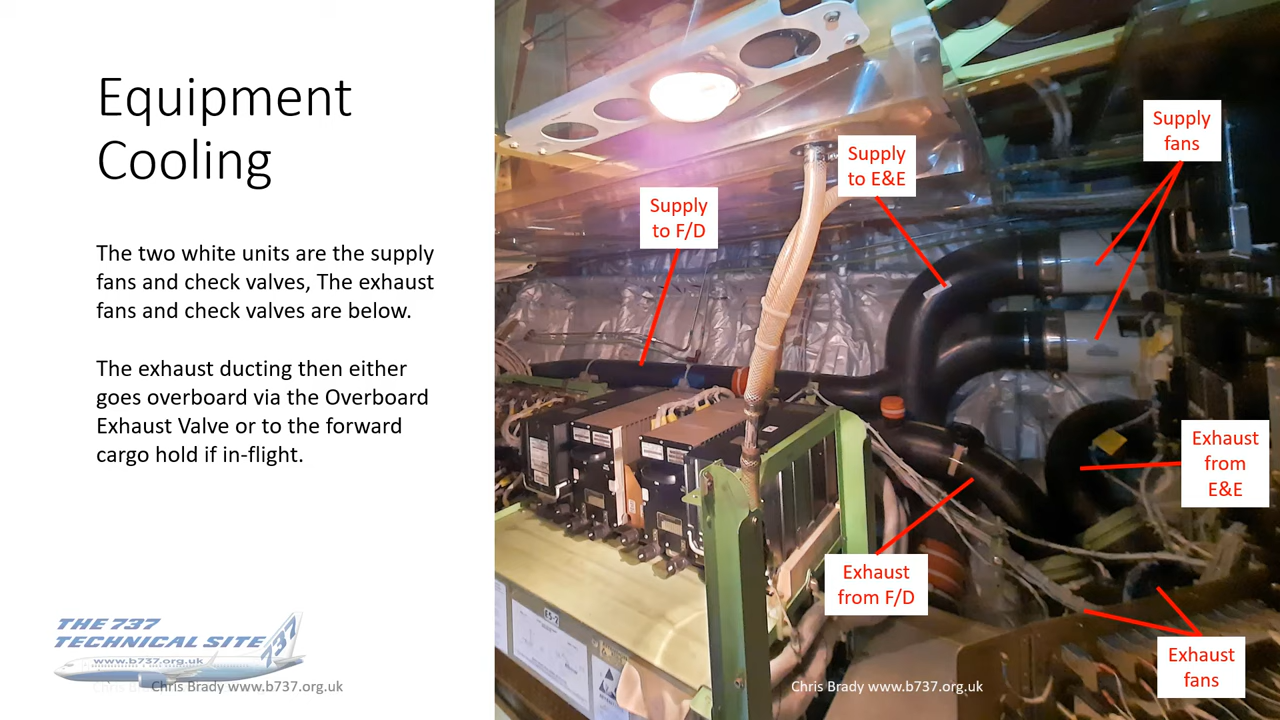 Equipment
Cooling
The two white units are the supply
fans and check valves, The exhaust
fans and check valves are below.
The exhaust ducting then either
goes overboard via the Overboard
Exhaust Valve or to the forward
cargo hold if in-flight.
THE 737
TECHNICAL SITE
737
www.b737.org.uk
Chris Brady www.b737.org.uk
Supply
fans
Supply
to E&E
Supply
to F/D
Exhaust
from
E&E
Exhaust
from F/D
Exhaust
fans
E5-2
Chris Brady www.b737.org.uk